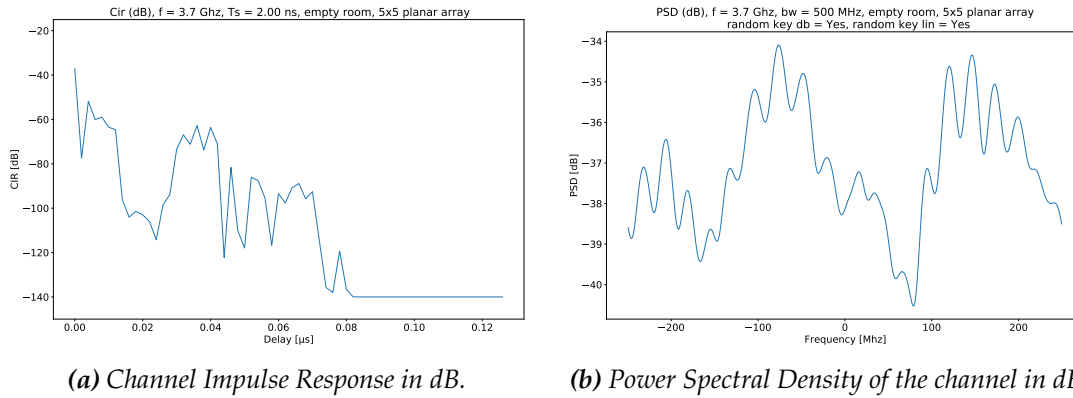 Cir (dB), f = 3.7 Ghz, Ts = 2.00 ns, empty room, 5x5 planar array
−20
−40
−60
−80
−100
−120
−140
CIR [dB]
0.00 0.02 0.04 0.06 0.08 0.10 0.12
Delay [µs]
(a) Channel Impulse Response in dB.
PSD (dB), f = 3.7 Ghz, bw = 500 MHz, empty room, 5x5 planar array
random key db = Yes, random key lin = Yes
−34
−35
−36
−37
−38
−39
−40
PSD [dB]
−200 −100 0 100 200
Frequency [Mhz]
(b) Power Spectral Density of the channel in dB